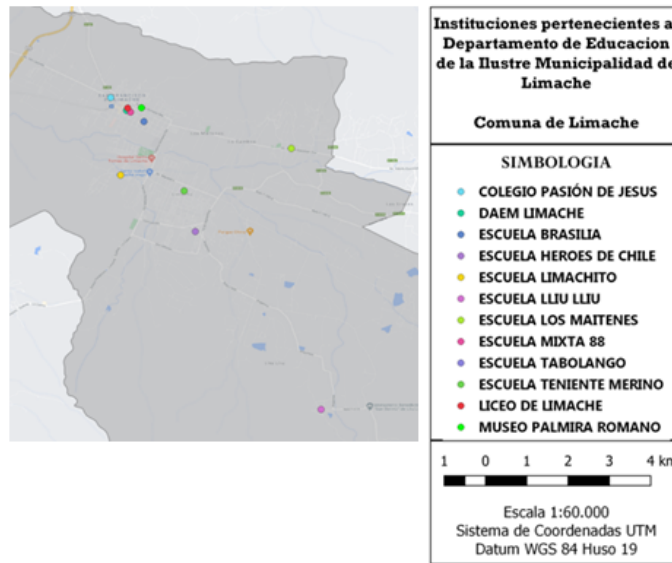 Instituciones pertenecientes a
Departamento de Educacion
de la Ilustre Municipalidad de
Limache
Comuna de Limache
SIMBOLOGIA
COLEGIO PASIÓN DE JESUS
DAEM LIMACHE
ESCUELA BRASILIA
ESCUELA HEROES DE CHILE
ESCUELA LIMACHITO
ESCUELA LLIU LLIU
ESCUELA LOS MAITENES
ESCUELA MIXTA 88
ESCUELA TABOLANGO
ESCUELA TENIENTE MERINO
LICEO DE LIMACHE
MUSEO PALMIRA ROMANO
1 0 1 2 3 4 km
Escala 1:60.000
Sistema de Coordenadas UTM
Datum WGS 84 Huso 19